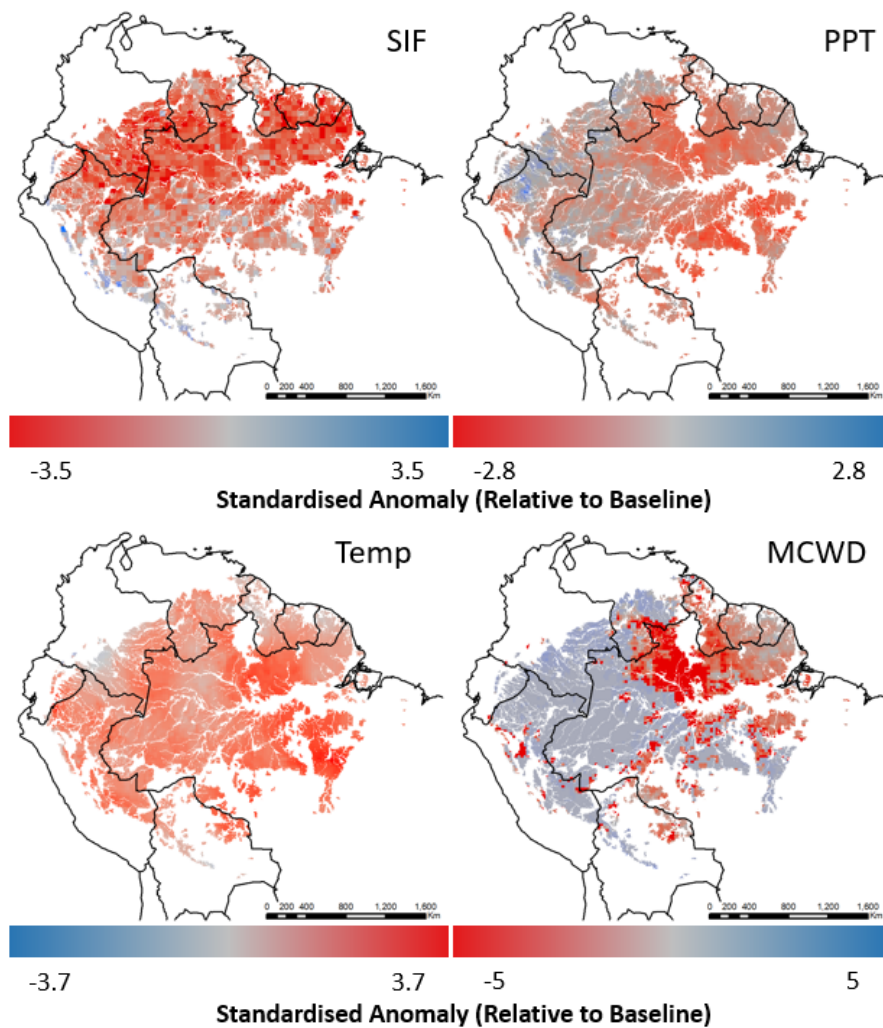 SIF
PPT
0 200 400 800 1,200 1,600
Km
0 200 400 800 1,200 1,600
Km
-3.5 3.5 -2.8 2.8
Standardised Anomaly (Relative to Baseline)
Temp
MCWD
0 200 400 800 1,200 1,600
Km
0 200 400 800 1,200 1,600
Km
-3.7 3.7 -5 5
Standardised Anomaly (Relative to Baseline)